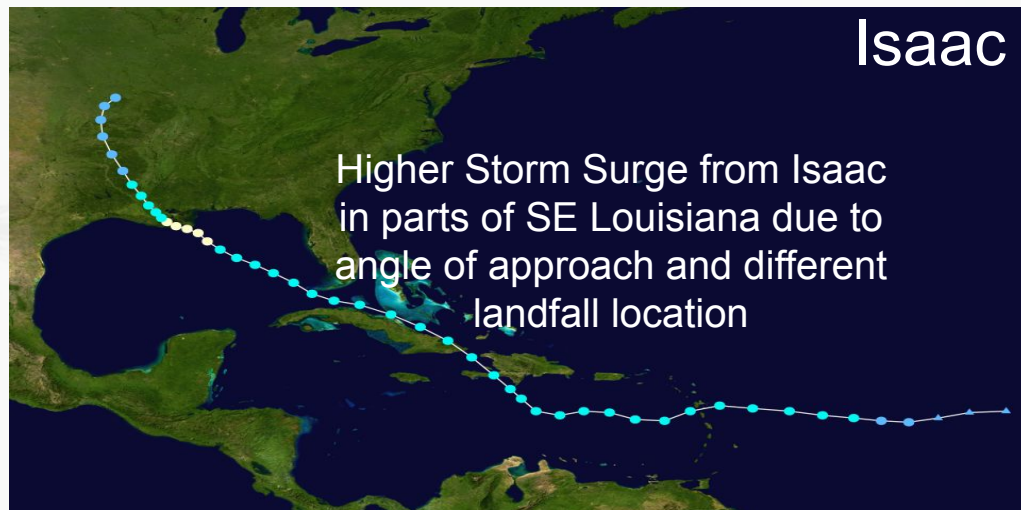 Isaac
Higher Storm Surge from Isaac
in parts of SE Louisiana due to
angle of approach and different
landfall location